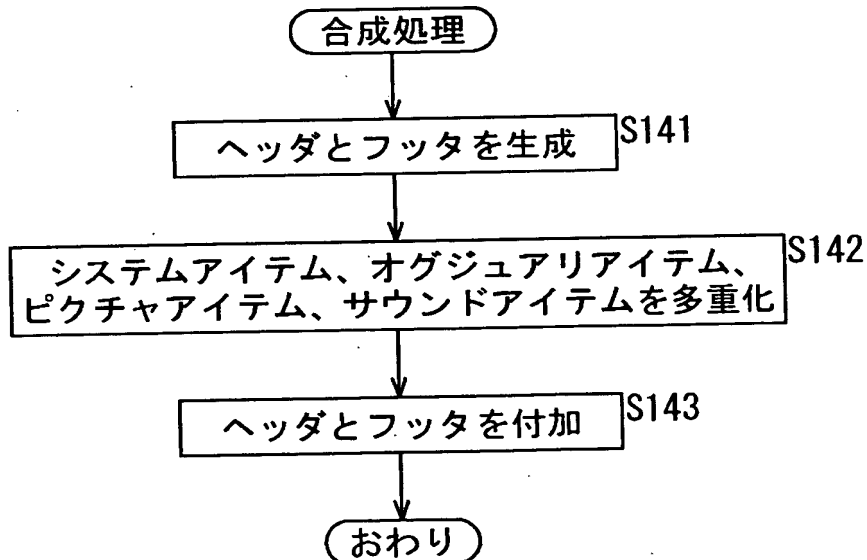 合成処理
ヘッダとフッタを生成
S141
システムアイテム、オグジュアリアイテム、
S142
ピクチャアイテム、サウンドアイテムを多重化
ヘッダとフッタを付加
S143
おわり